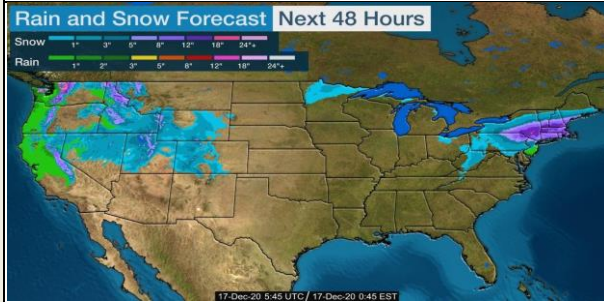 Rain and Snow Forecast Next 48 Hours
Snow
1" 3" 5" 8" 12" 18" 24"+
Rain
1" 2" 3" 5" 8" 12" 18" 24"+
17-Dec-20 5:45 UTC / 17-Dec-20 0:45 EST